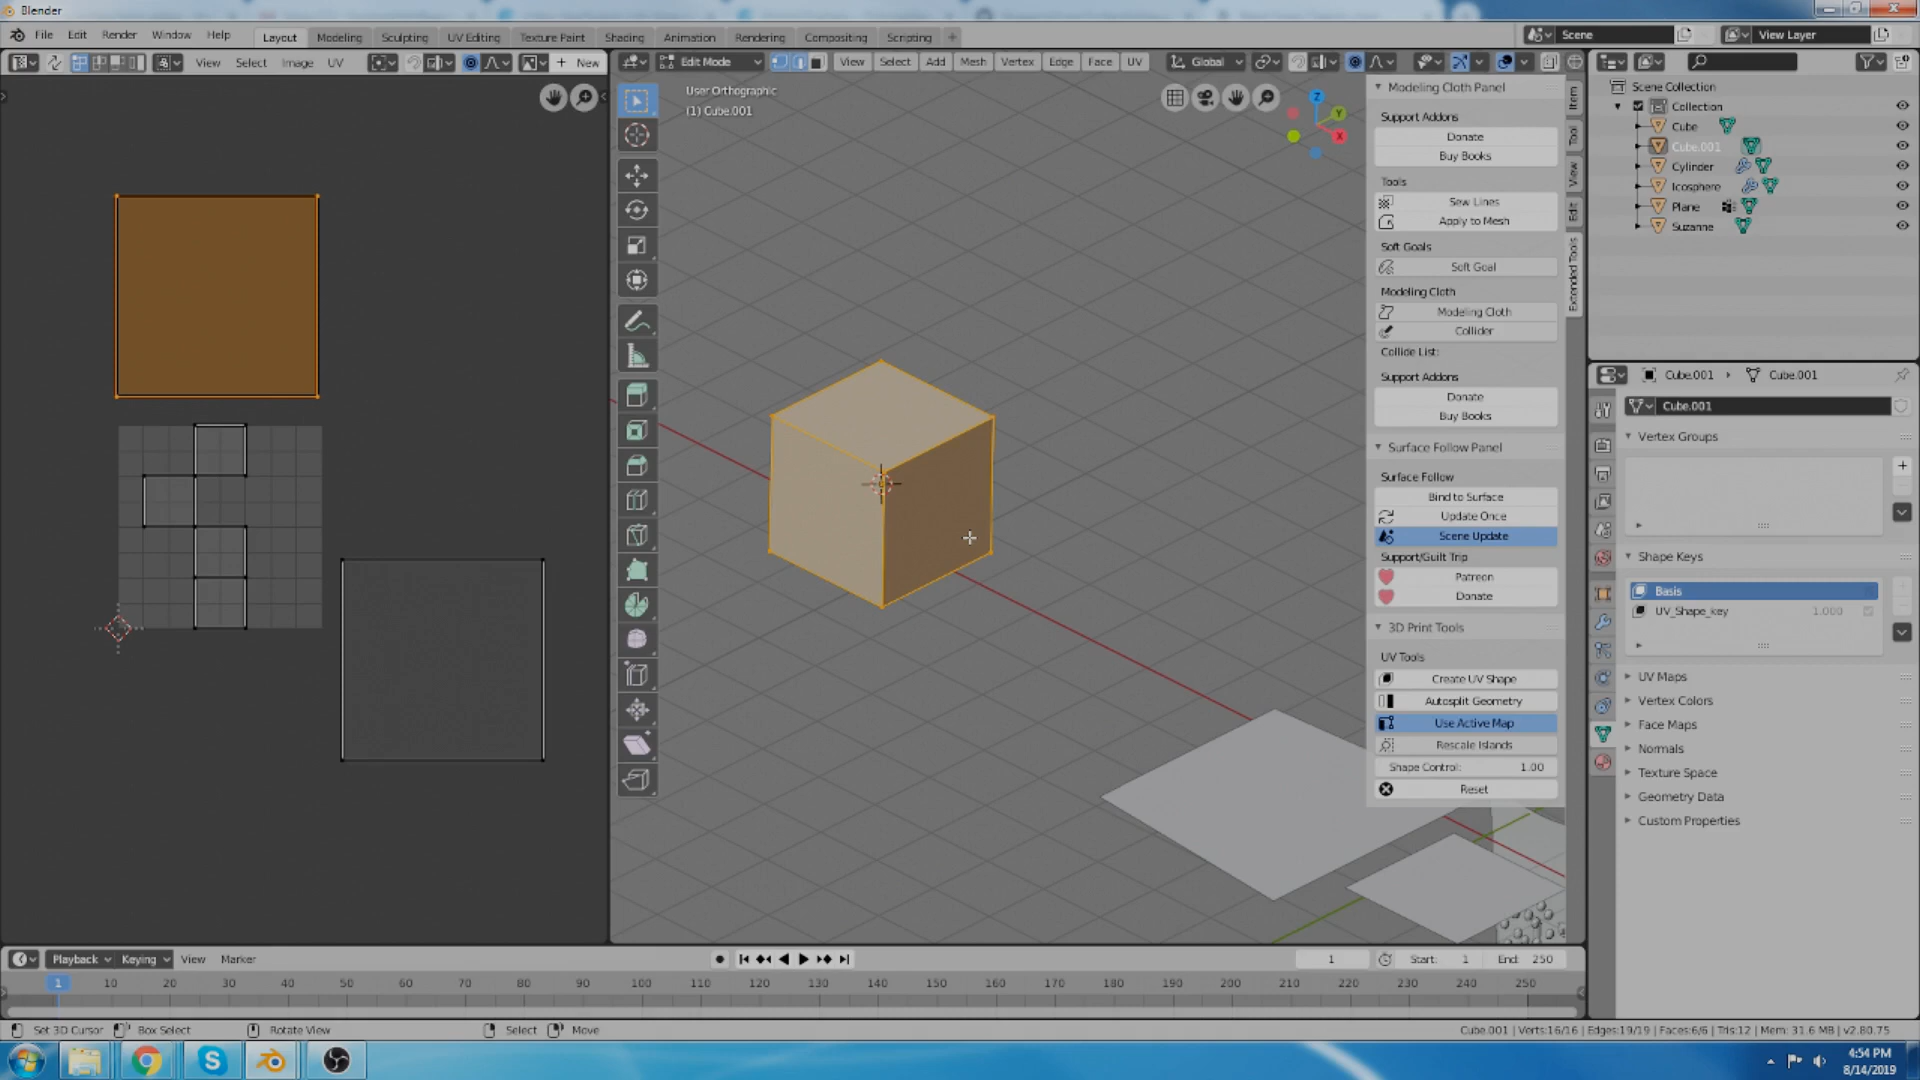 Blender
File Edit Render Window Help Layout Modeling Sculpting UV Editing Texture Paint Shading Animation Rendering Compositing Scripting + Scene View Layer
View Select Image UV New Edit Mode View Select Add Mesh Vertex Edge Face UV Global
User Orthographic
(1) Cube.001
Z
Y
X
Item
Tool
View
Edit
Extended Tools
Modeling Cloth Panel
Support Addons
Donate
Buy Books
Tools
Sew Lines
Apply to Mesh
Soft Goals
Soft Goal
Modeling Cloth
Modeling Cloth
Collider
Collide List:
Support Addons
Donate
Buy Books
Surface Follow Panel
Surface Follow
Bind to Surface
Update Once
Scene Update
Support/Guilt Trip
Patreon
Donate
3D Print Tools
UV Tools
Create UV Shape
Autosplit Geometry
Use Active Map
Rescale Islands
Shape Control: 1.00
Reset
Scene Collection
Collection
Cube
Cube.001
Cylinder
Icosphere
Plane
Suzanne
Cube.001 Cube.001
Cube.001
Vertex Groups
Shape Keys
Basis
UV_Shape_key 1.000
UV Maps
Vertex Colors
Face Maps
Normals
Texture Space
Geometry Data
Custom Properties
Playback Keying View Marker 1 Start: 1 End: 250
1 10 20 30 40 50 60 70 80 90 100 110 120 130 140 150 160 170 180 190 200 210 220 230 240 250
Set 3D Cursor Box Select Rotate View Select Move Cube.001 | Verts:16/16 | Edges:19/19 | Faces:6/6 | Tris:12 | Mem: 31.6 MB | v2.80.75
4:54 PM
8/14/2019